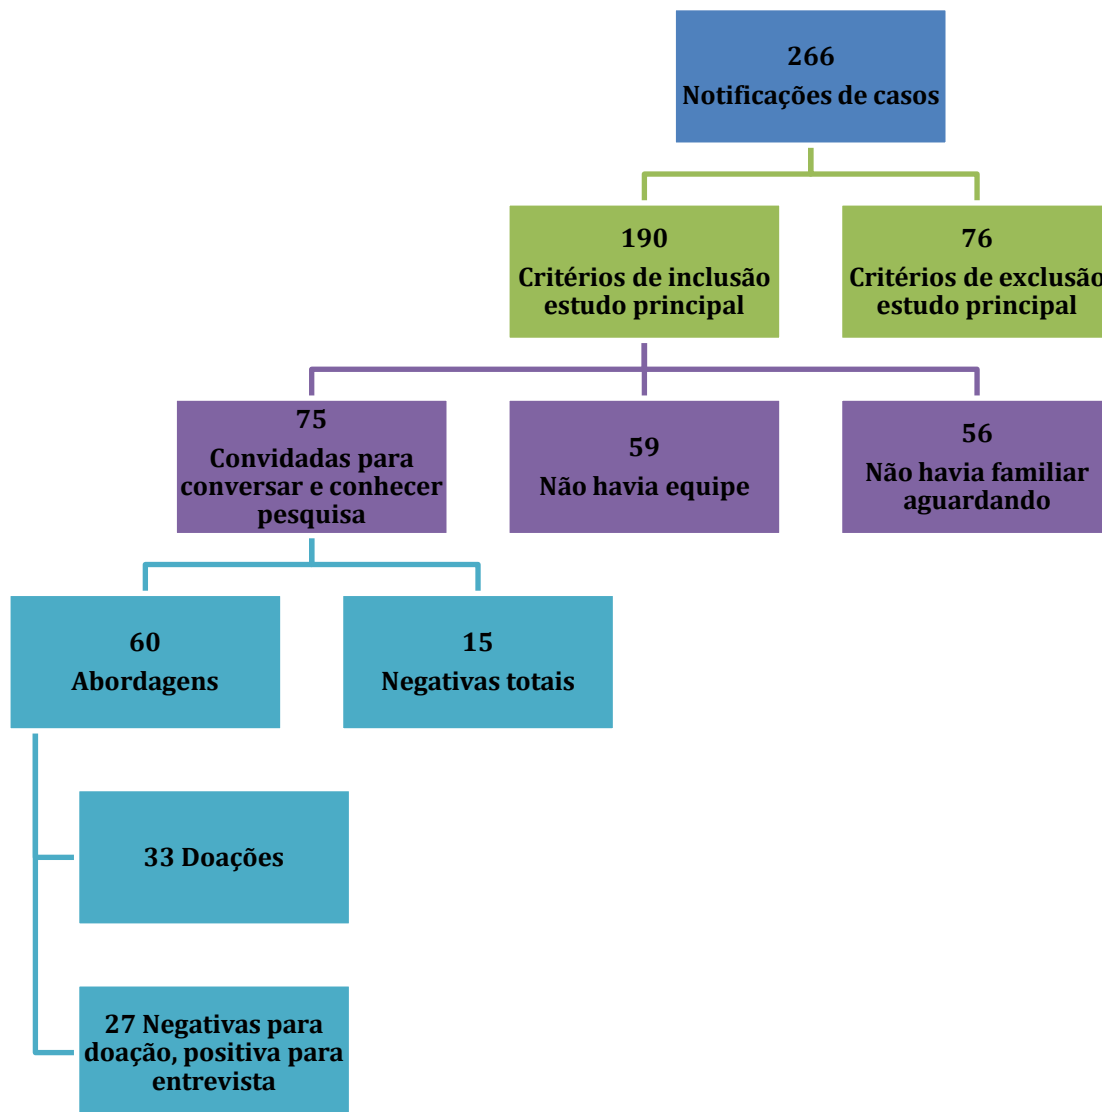 266
Notificações de casos
190
Critérios de inclusão
estudo principal
76
Critérios de exclusão
estudo principal
75
Convidadas para
conversar e conhecer
pesquisa
59
Não havia equipe
56
Não havia familiar
aguardando
60
Abordagens
15
Negativas totais
33 Doações
27 Negativas para
doação, positiva para
entrevista